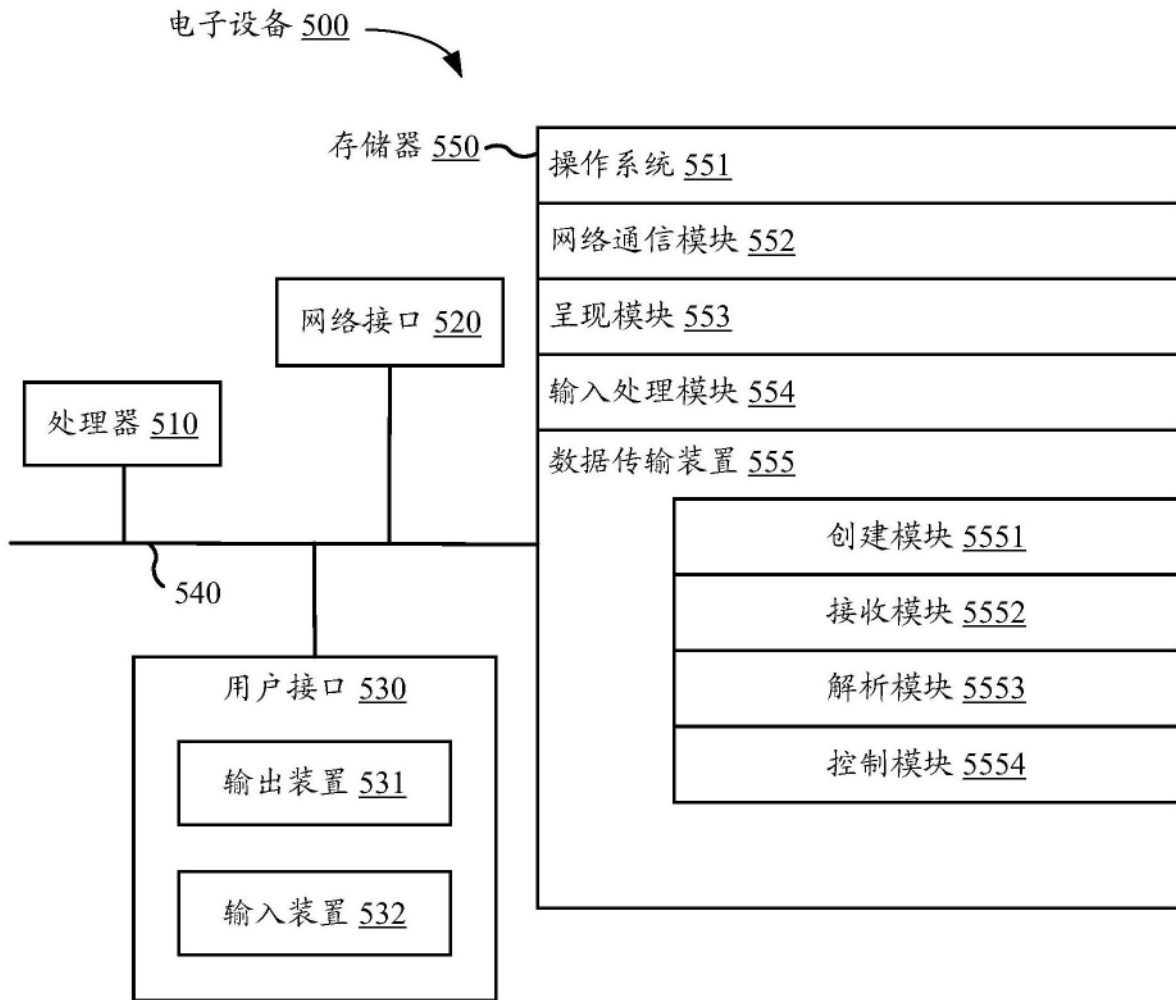 电子设备 500
存储器 550
操作系统 551
网络通信模块 552
呈现模块 553
输入处理模块 554
数据传输装置 555
创建模块 5551
接收模块 5552
解析模块 5553
控制模块 5554
网络接口 520
处理器 510
540
用户接口 530
输出装置 531
输入装置 532